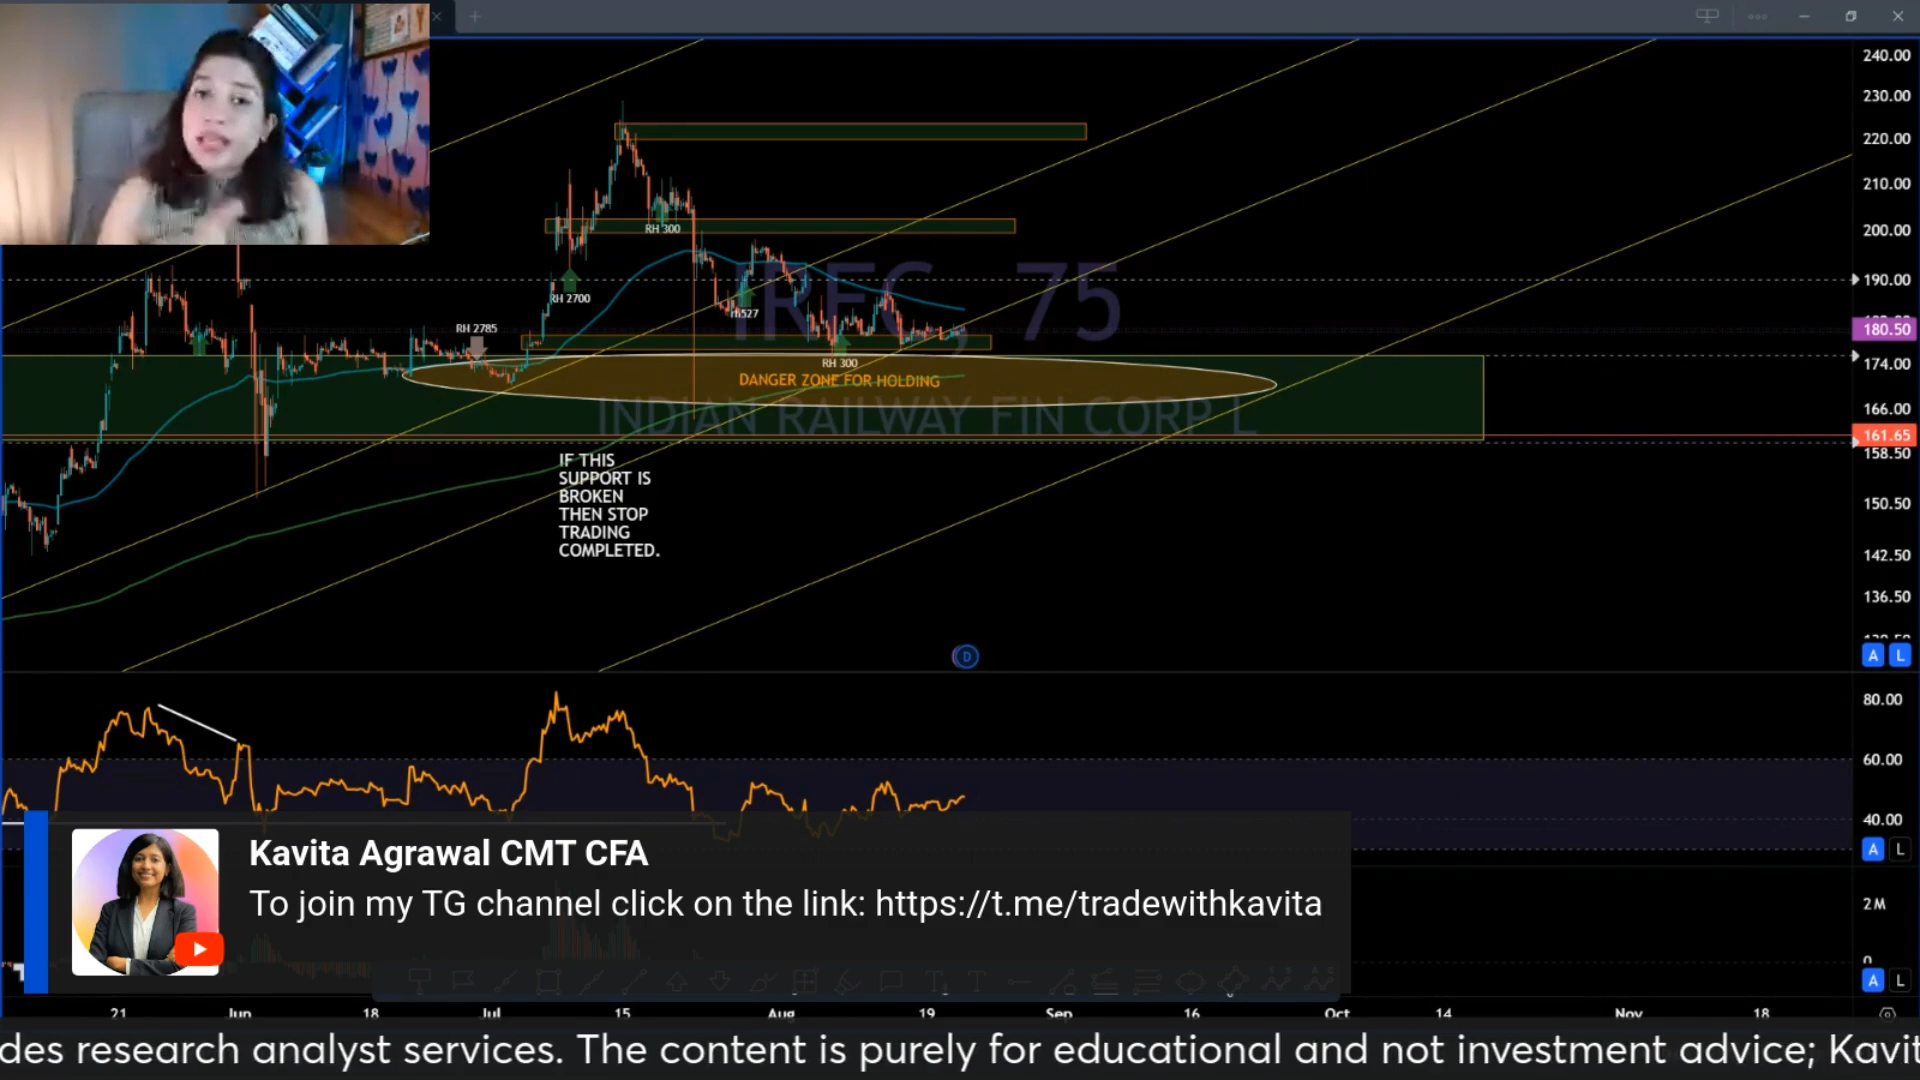 240.00
230.00
220.00
210.00
200.00
190.00
180.50
174.00
166.00
161.65
158.50
150.50
142.50
136.50
RH 300
RH 2700
RH 2785
RH 300
IRFC, 75
DANGER ZONE FOR HOLDING
INDIAN RAILWAY FIN CORP L
IF THIS
SUPPORT IS
BROKEN
THEN STOP
TRADING
COMPLETED.
D
A L
80.00
60.00
40.00
A L
Kavita Agrawal CMT CFA
To join my TG channel click on the link: https://t.me/tradewithkavita
2M
0
A L
21 Jun 18 Jul 15 Aug 19 Sep 16 Oct 14 Nov 18
des research analyst services. The content is purely for educational and not investment advice; Kavit